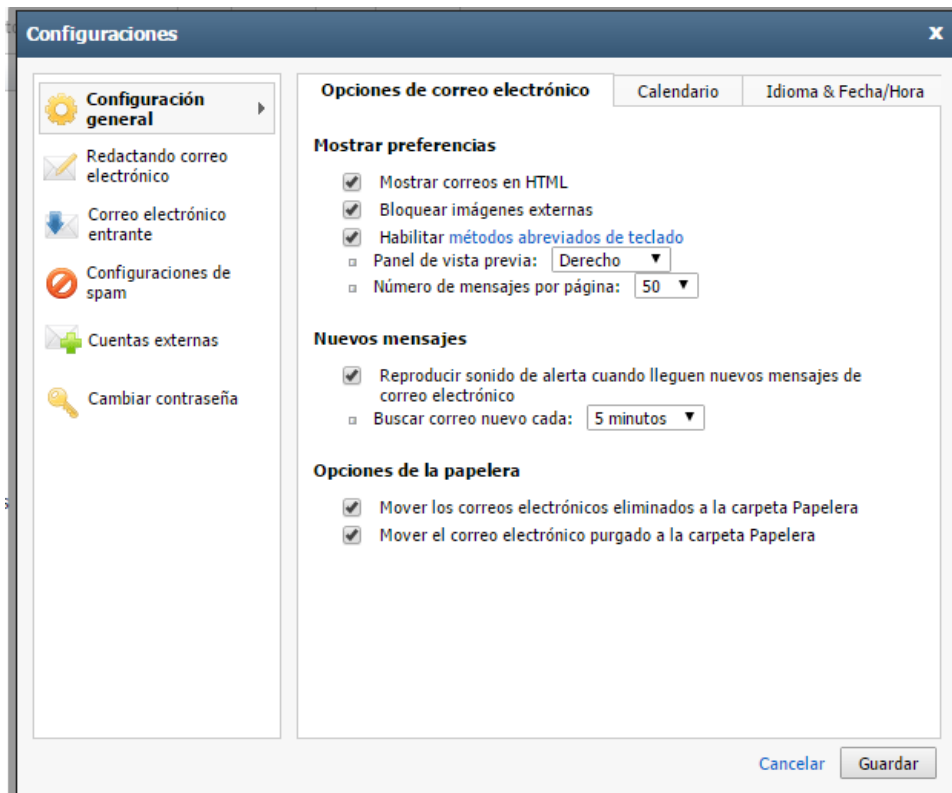 Configuraciones x
Configuración
general
Redactando correo
electrónico
Correo electrónico
entrante
Configuraciones de
spam
Cuentas externas
Cambiar contraseña
Opciones de correo electrónico Calendario Idioma & Fecha/Hora
Mostrar preferencias
Mostrar correos en HTML
Bloquear imágenes externas
Habilitar métodos abreviados de teclado
Panel de vista previa: Derecho
Número de mensajes por página: 50
Nuevos mensajes
Reproducir sonido de alerta cuando lleguen nuevos mensajes de
correo electrónico
Buscar correo nuevo cada: 5 minutos
Opciones de la papelera
Mover los correos electrónicos eliminados a la carpeta Papelera
Mover el correo electrónico purgado a la carpeta Papelera
Cancelar Guardar